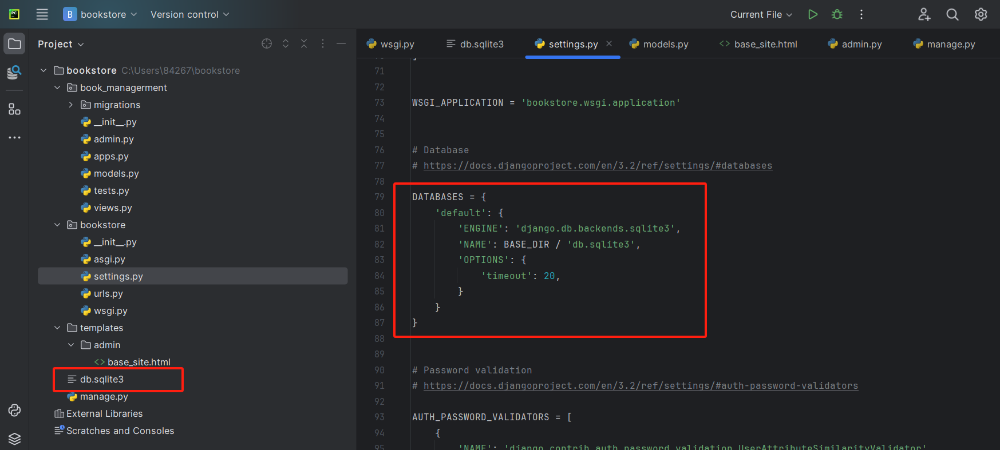 B bookstore Version control Current File
Project
bookstore C:\Users\84267\bookstore
book_managerment
migrations
__init__.py
admin.py
apps.py
models.py
tests.py
views.py
bookstore
__init__.py
asgi.py
settings.py
urls.py
wsgi.py
templates
admin
base_site.html
db.sqlite3
manage.py
External Libraries
Scratches and Consoles
wsgi.py db.sqlite3 settings.py models.py base_site.html admin.py manage.py
71
72
73 WSGI_APPLICATION = 'bookstore.wsgi.application'
74
75
76 # Database
77 # https://docs.djangoproject.com/en/3.2/ref/settings/#databases
78
79 DATABASES = {
80 'default': {
81 'ENGINE': 'django.db.backends.sqlite3',
82 'NAME': BASE_DIR / 'db.sqlite3',
83 'OPTIONS': {
84 'timeout': 20,
85 }
86 }
87 }
88
89
90 # Password validation
91 # https://docs.djangoproject.com/en/3.2/ref/settings/#auth-password-validators
92
93 AUTH_PASSWORD_VALIDATORS = [
94 {
95 'NAME': 'django.contrib.auth.password_validation.UserAttributeSimilarityValidator'